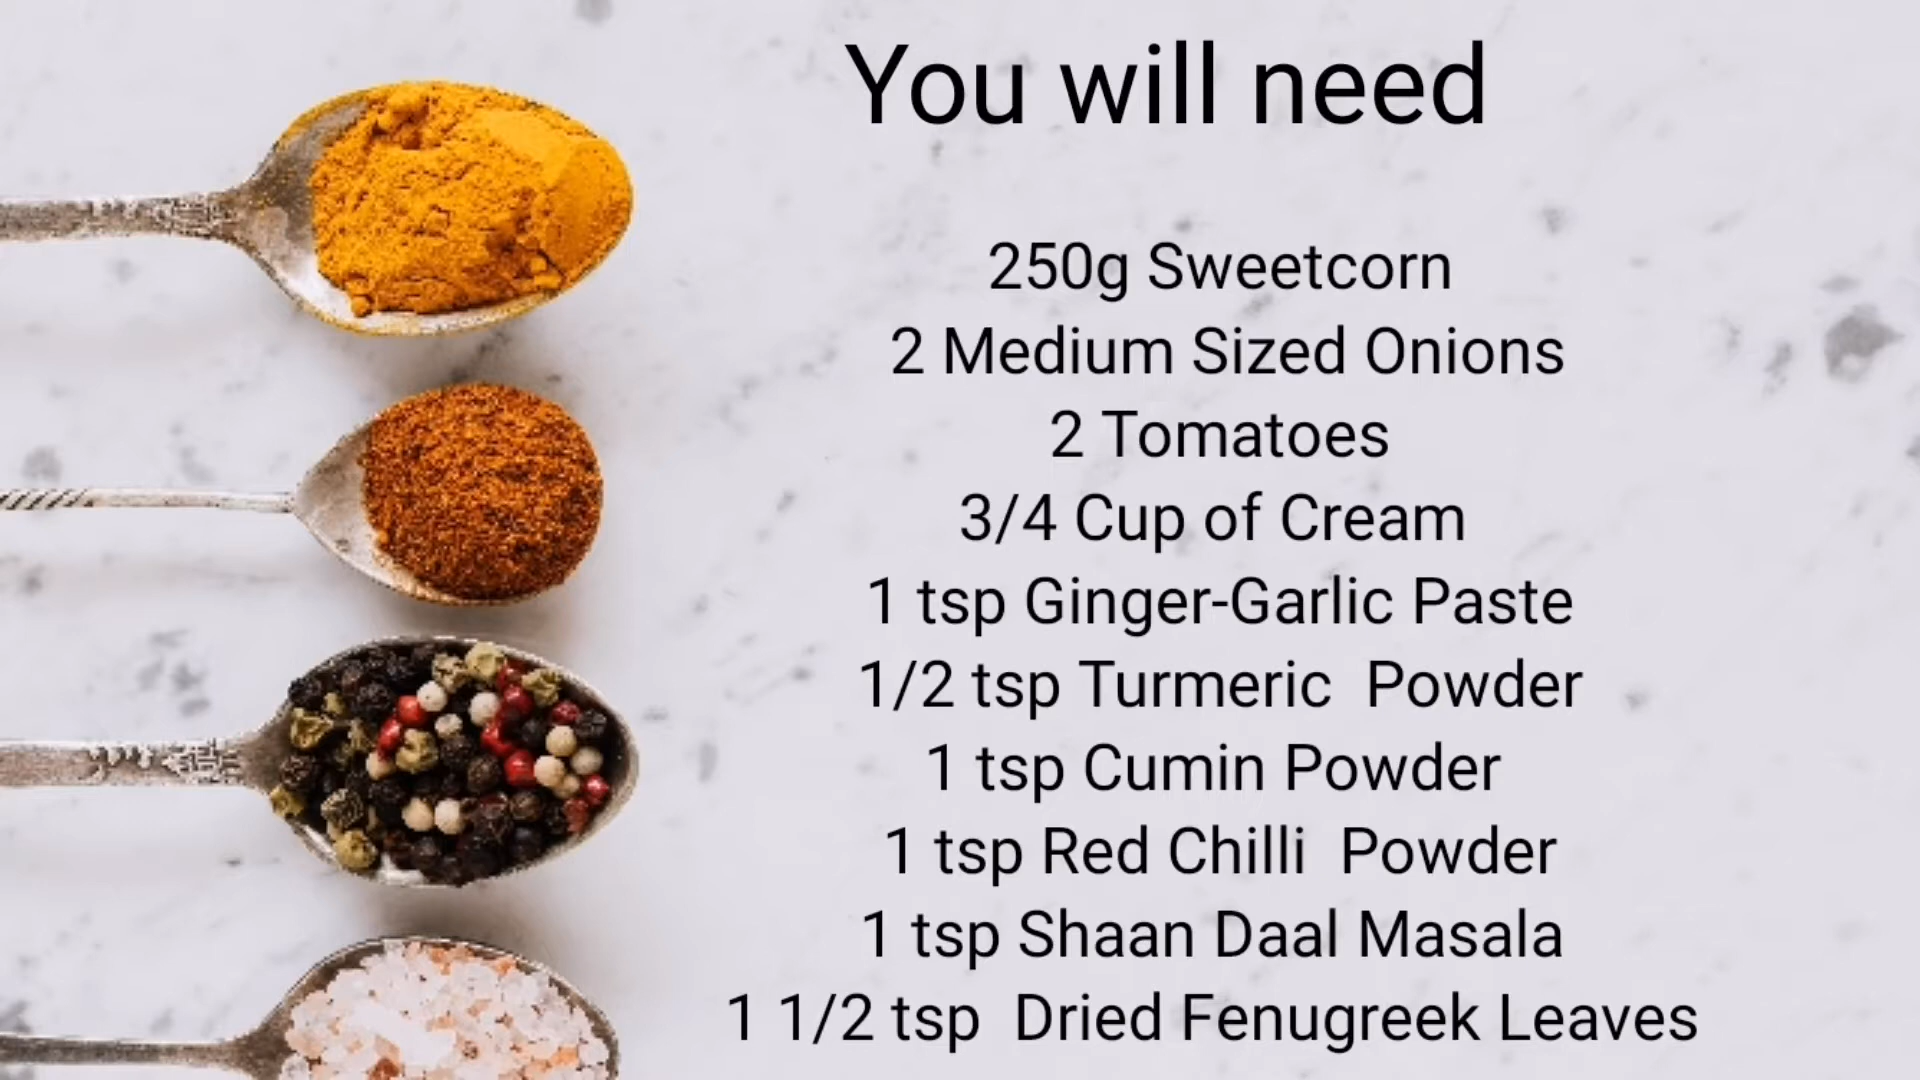 You will need
250g Sweetcorn
2 Medium Sized Onions
2 Tomatoes
3/4 Cup of Cream
1 tsp Ginger-Garlic Paste
1/2 tsp Turmeric  Powder
1 tsp Cumin Powder
1 tsp Red Chilli  Powder
1 tsp Shaan Daal Masala
1 1/2 tsp  Dried Fenugreek Leaves